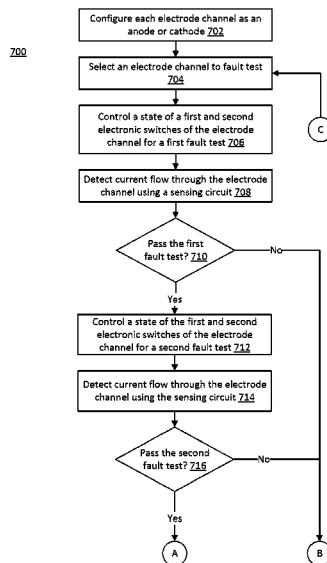 Configure each electrode channel as an
anode or cathode 702
700
Select an electrode channel to fault test
704
C
Control a state of a first and second
electronic switches of the electrode
channel for a first fault test 706
Detect current flow through the electrode
channel using a sensing circuit 708
Pass the first
fault test? 710
No
Yes
Control a state of the first and second
electronic switches of the electrode
channel for a second fault test 712
Detect current flow through the electrode
channel using the sensing circuit 714
Pass the second
fault test? 716
No
Yes
A
B